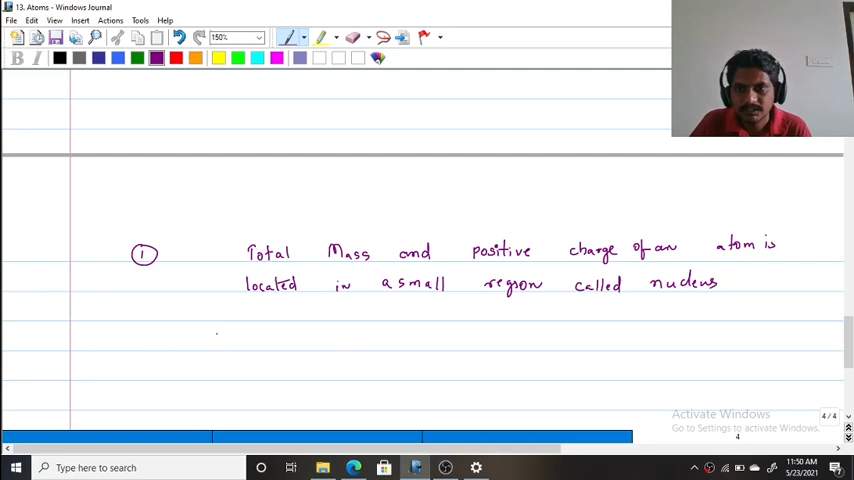 13. Atoms - Windows Journal
File Edit View Insert Actions Tools Help
150%
B I
① Total Mass and positive charge of an atom is
located in a small regson called nucleus
Activate Windows
Go to Settings to activate Windows.
4/4
4
Type here to search
11:50 AM
5/23/2021